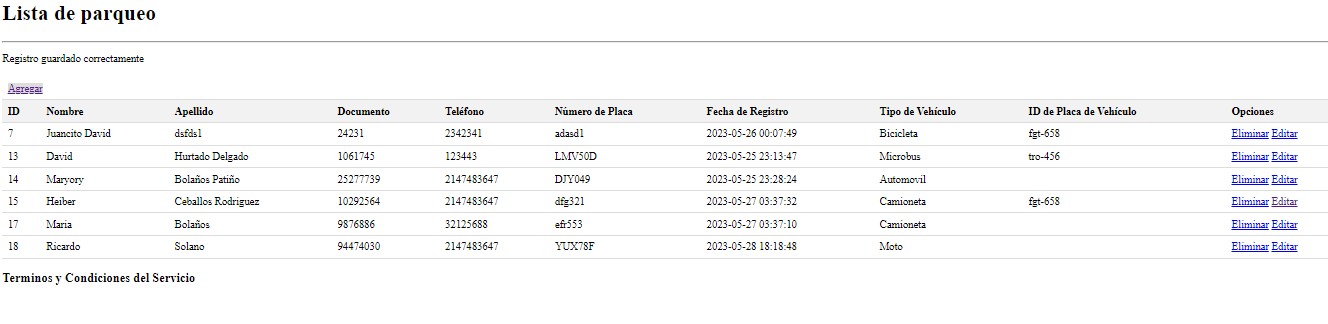 Lista de parqueo
Registro guardado correctamente
Agregar
ID Nombre Apellido Documento Teléfono Número de Placa Fecha de Registro Tipo de Vehículo ID de Placa de Vehículo Opciones
7 Juancito David dsfds1 24231 2342341 adasd1 2023-05-26 00:07:49 Bicicleta fgt-658 Eliminar Editar
13 David Hurtado Delgado 1061745 123443 LMV50D 2023-05-25 23:13:47 Microbus tro-456 Eliminar Editar
14 Maryory Bolaños Patiño 25277739 2147483647 DJY049 2023-05-25 23:28:24 Automovil Eliminar Editar
15 Heiber Ceballos Rodriguez 10292564 2147483647 dfg321 2023-05-27 03:37:32 Camioneta fgt-658 Eliminar Editar
17 Maria Bolaños 9876886 32125688 efr553 2023-05-27 03:37:10 Camioneta Eliminar Editar
18 Ricardo Solano 94474030 2147483647 YUX78F 2023-05-28 18:18:48 Moto Eliminar Editar
Terminos y Condiciones del Servicio